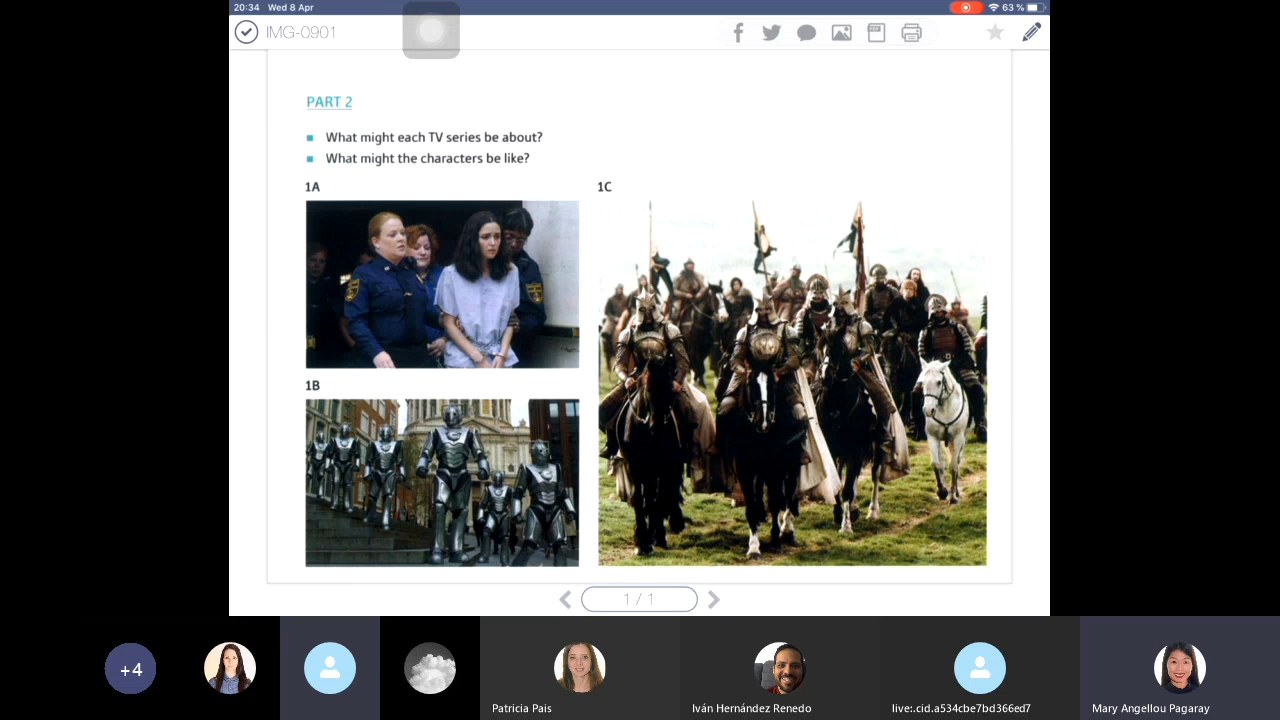 20:34 Wed 8 Apr
63 %
IMG-0901
PART 2
What might each TV series be about?
What might the characters be like?
1A
1C
1B
1 / 1
+4
Patricia Pais
Iván Hernández Renedo
live:.cid.a534cbe7bd366ed7
Mary Angellou Pagaray